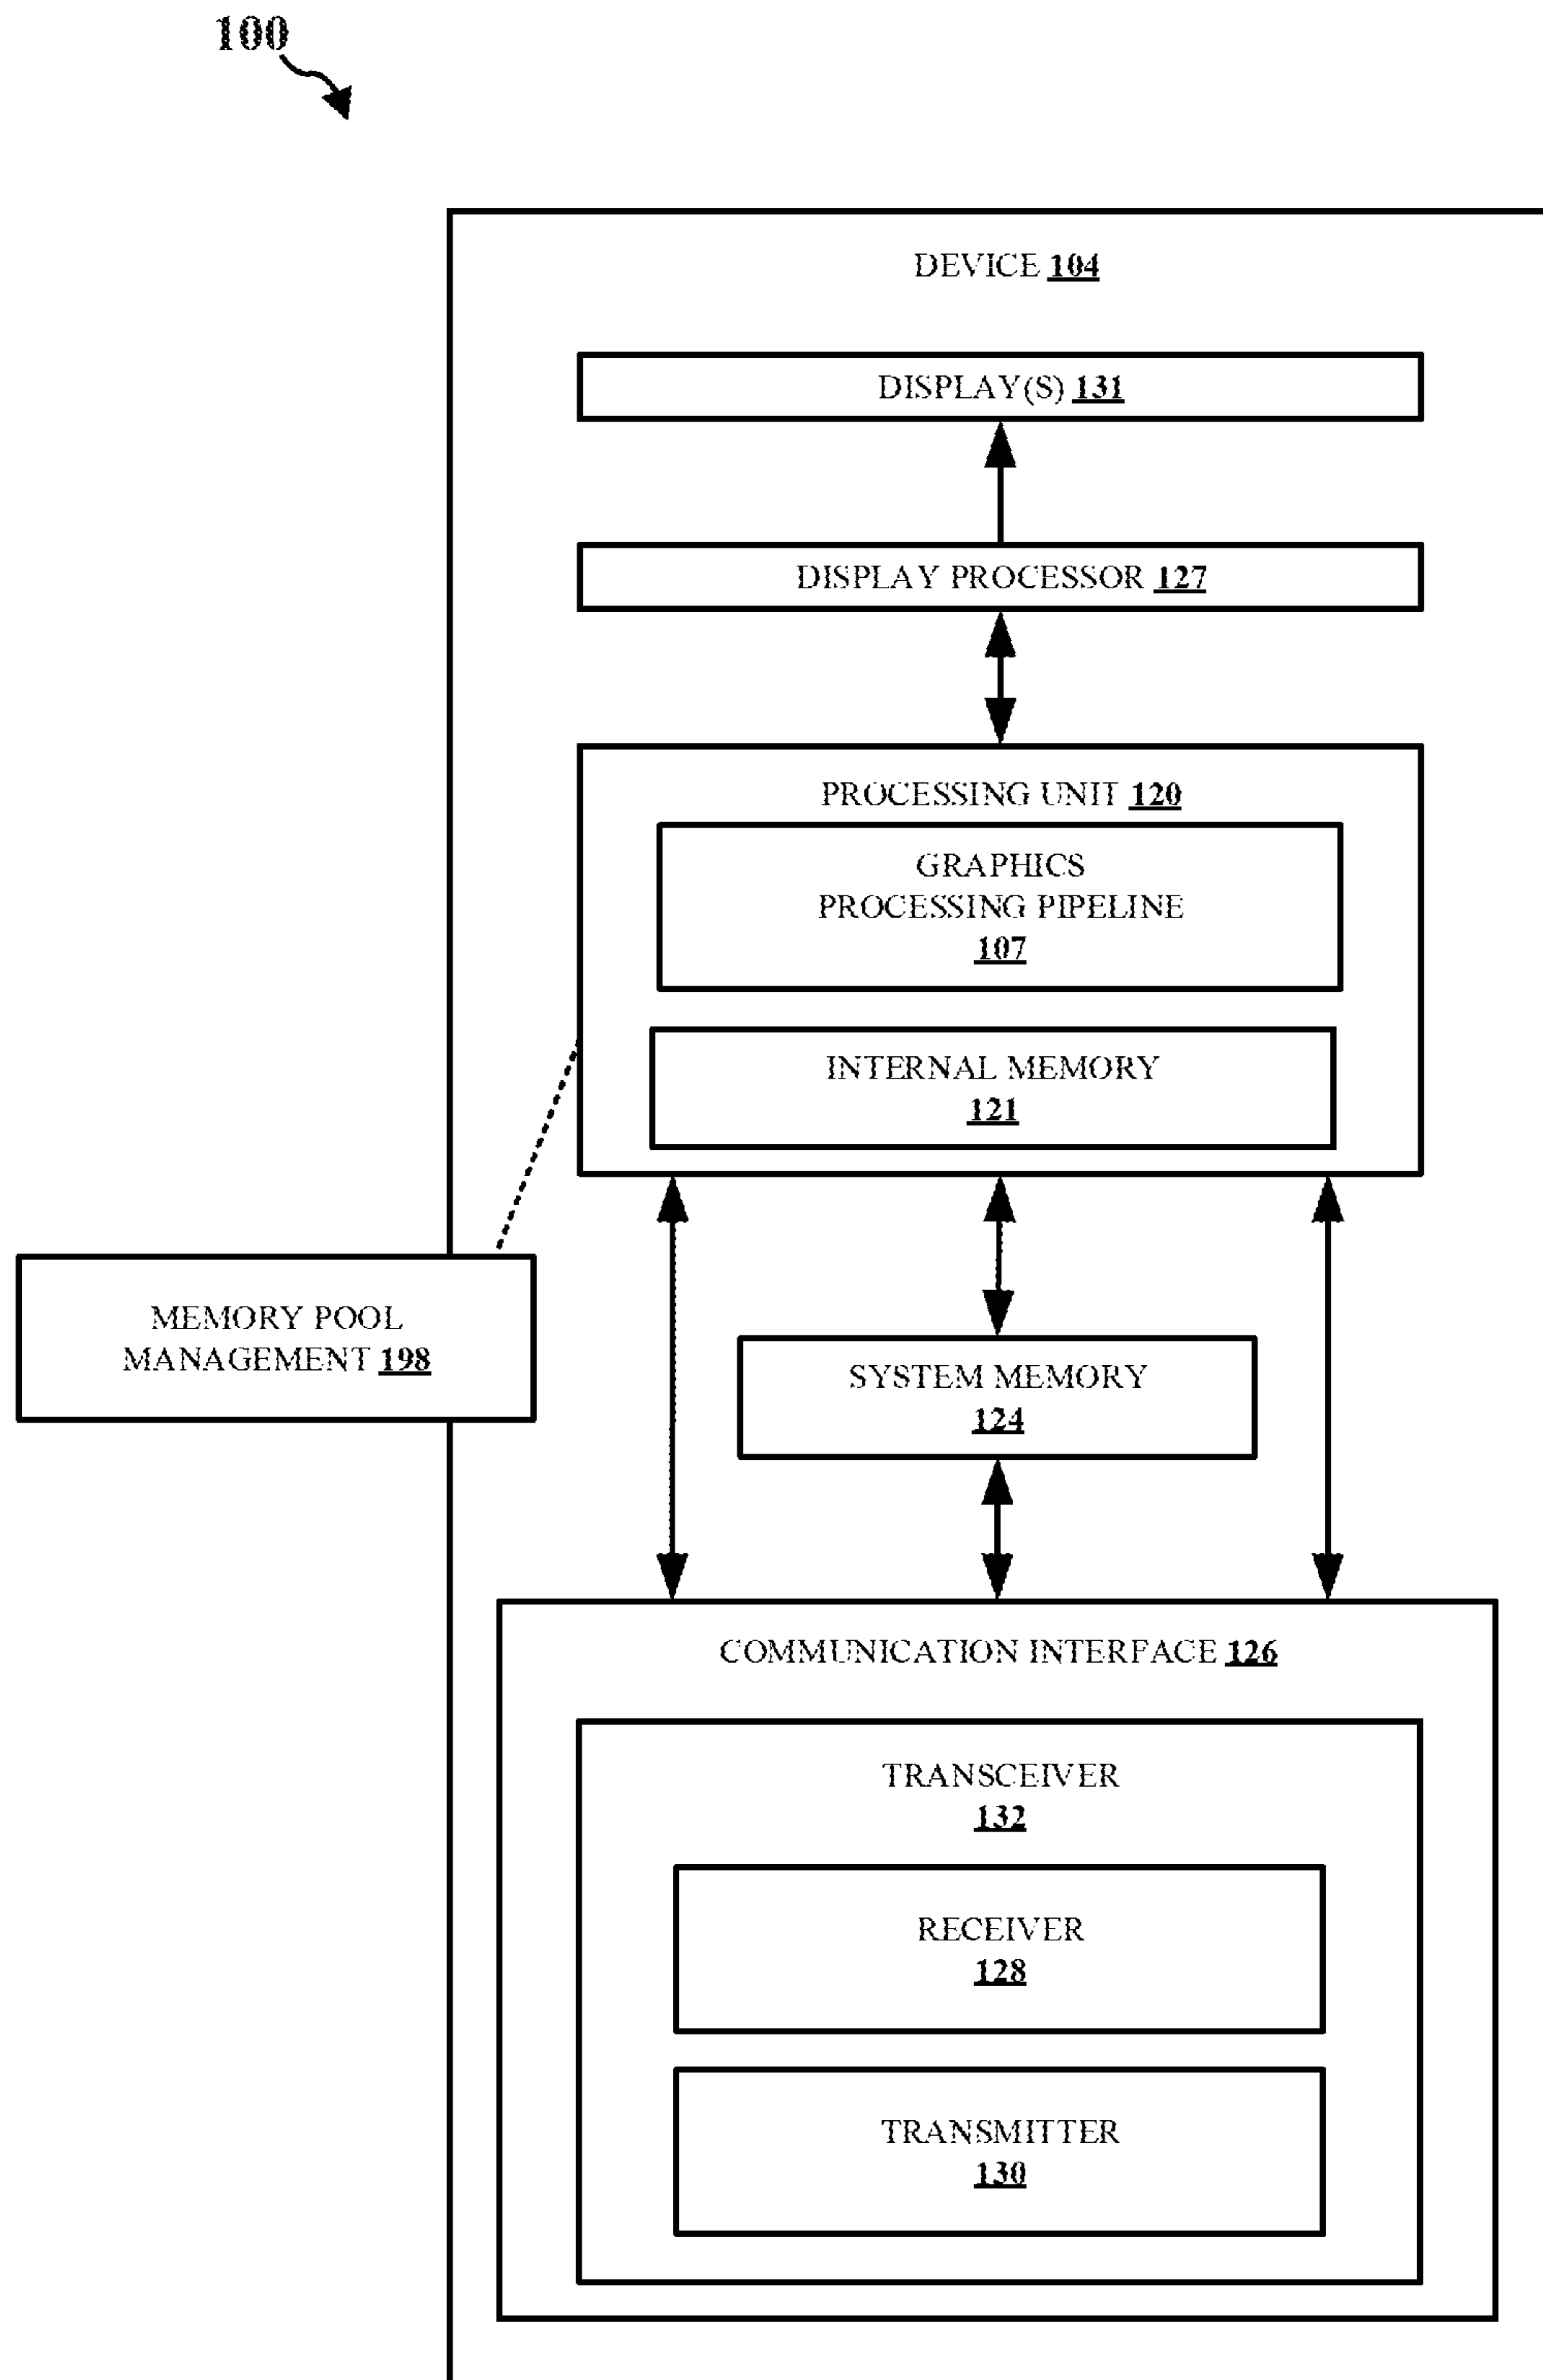 100
DEVICE 104
DISPLAY(S) 131
DISPLAY PROCESSOR 127
PROCESSING UNIT 120
GRAPHICS
PROCESSING PIPELINE
107
INTERNAL MEMORY
121
MEMORY POOL
MANAGEMENT 198
SYSTEM MEMORY
124
COMMUNICATION INTERFACE 126
TRANSCEIVER
132
RECEIVER
128
TRANSMITTER
130